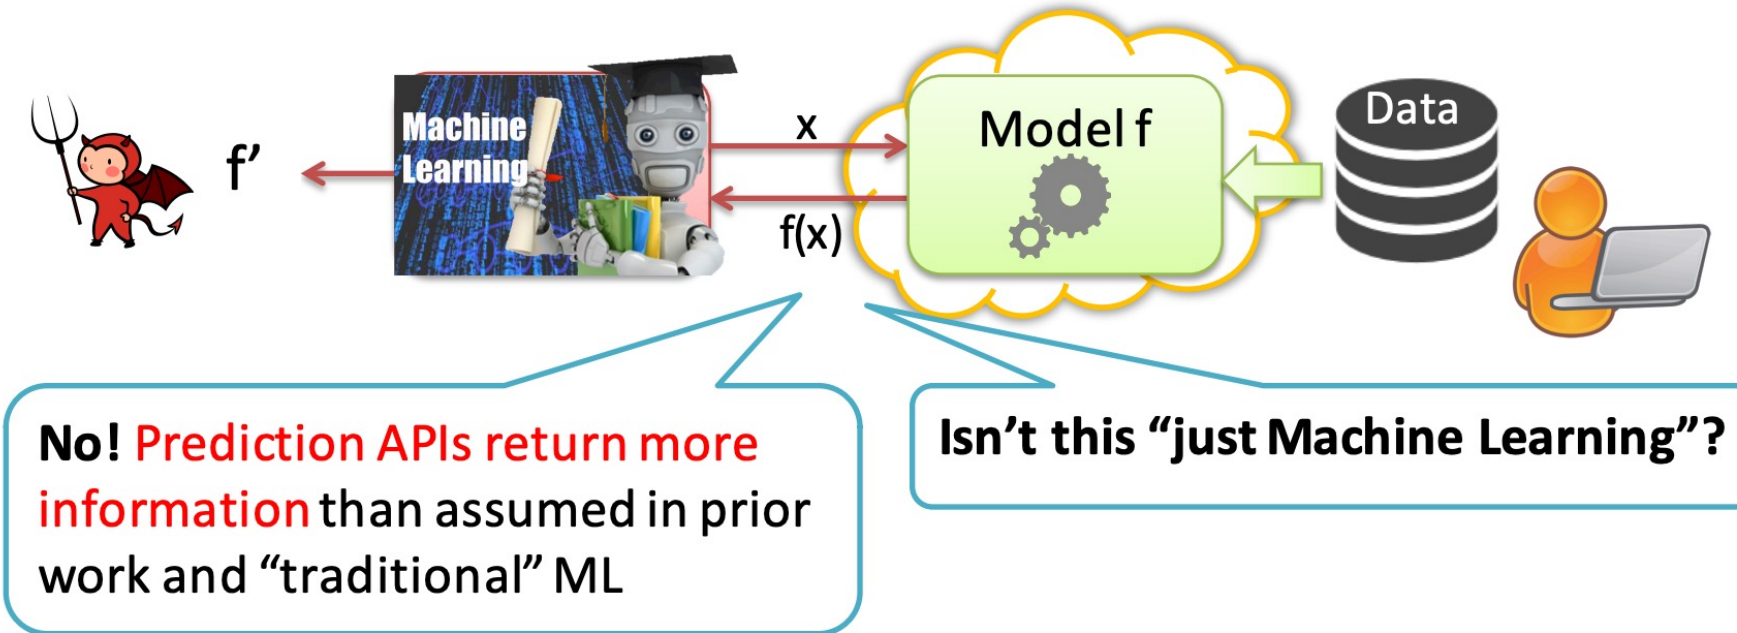 Machine
Learning
f’
x
f(x)
Model f
Data
No! Prediction APIs return more
information than assumed in prior
work and “traditional” ML
Isn’t this “just Machine Learning”?